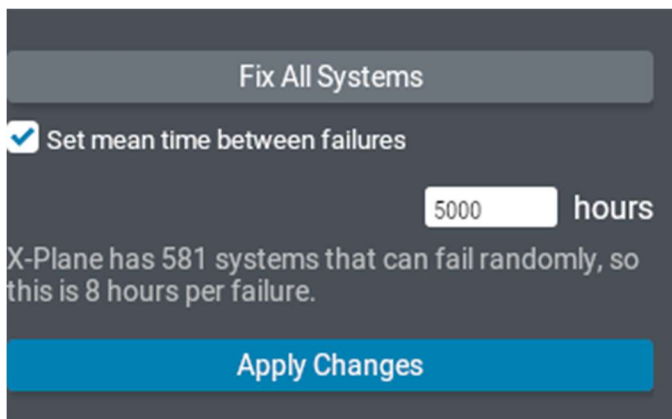 Fix All Systems
Set mean time between failures
5000 hours
X-Plane has 581 systems that can fail randomly, so
this is 8 hours per failure.
Apply Changes